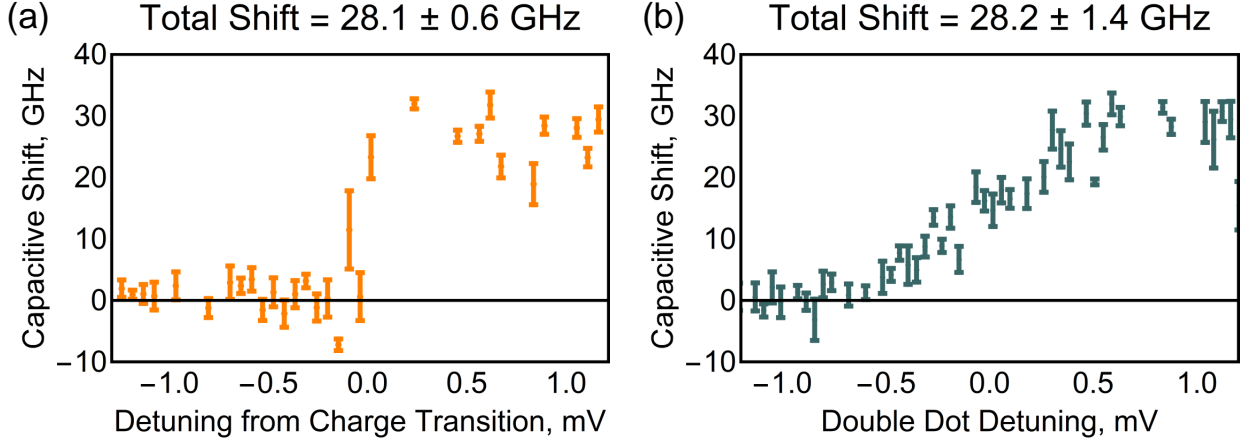 (a) Total Shift = 28.1 ± 0.6 GHz
Capacitive Shift, GHz
40
30
20
10
0
−10
−1.0 −0.5 0.0 0.5 1.0
Detuning from Charge Transition, mV
(b) Total Shift = 28.2 ± 1.4 GHz
Capacitive Shift, GHz
40
30
20
10
0
−10
−1.0 −0.5 0.0 0.5 1.0
Double Dot Detuning, mV